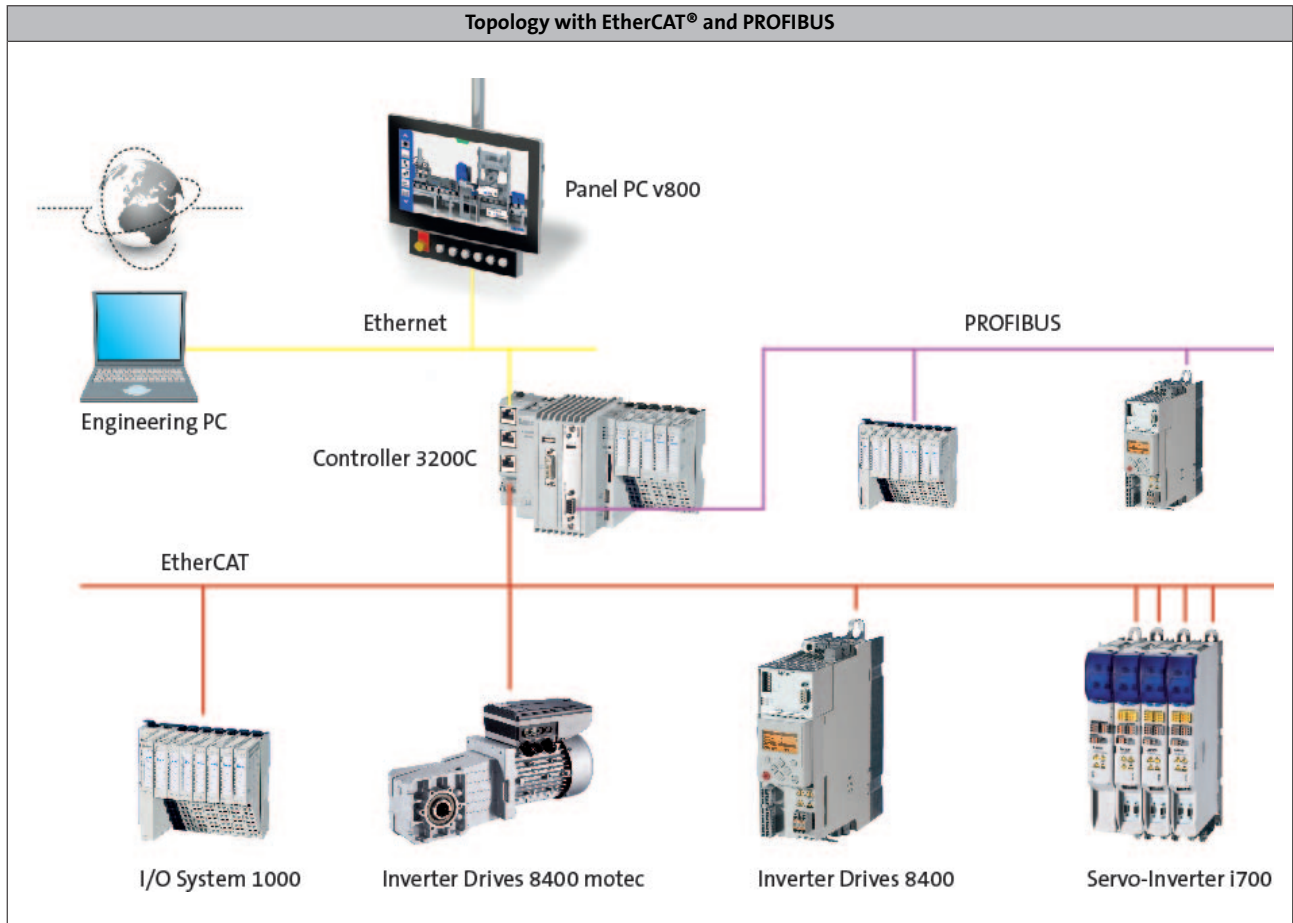 Topology with EtherCAT® and PROFIBUS
Panel PC v800
Ethernet
PROFIBUS
Engineering PC
Controller 3200C
EtherCAT
I/O System 1000
Inverter Drives 8400 motec
Inverter Drives 8400
Servo-Inverter i700